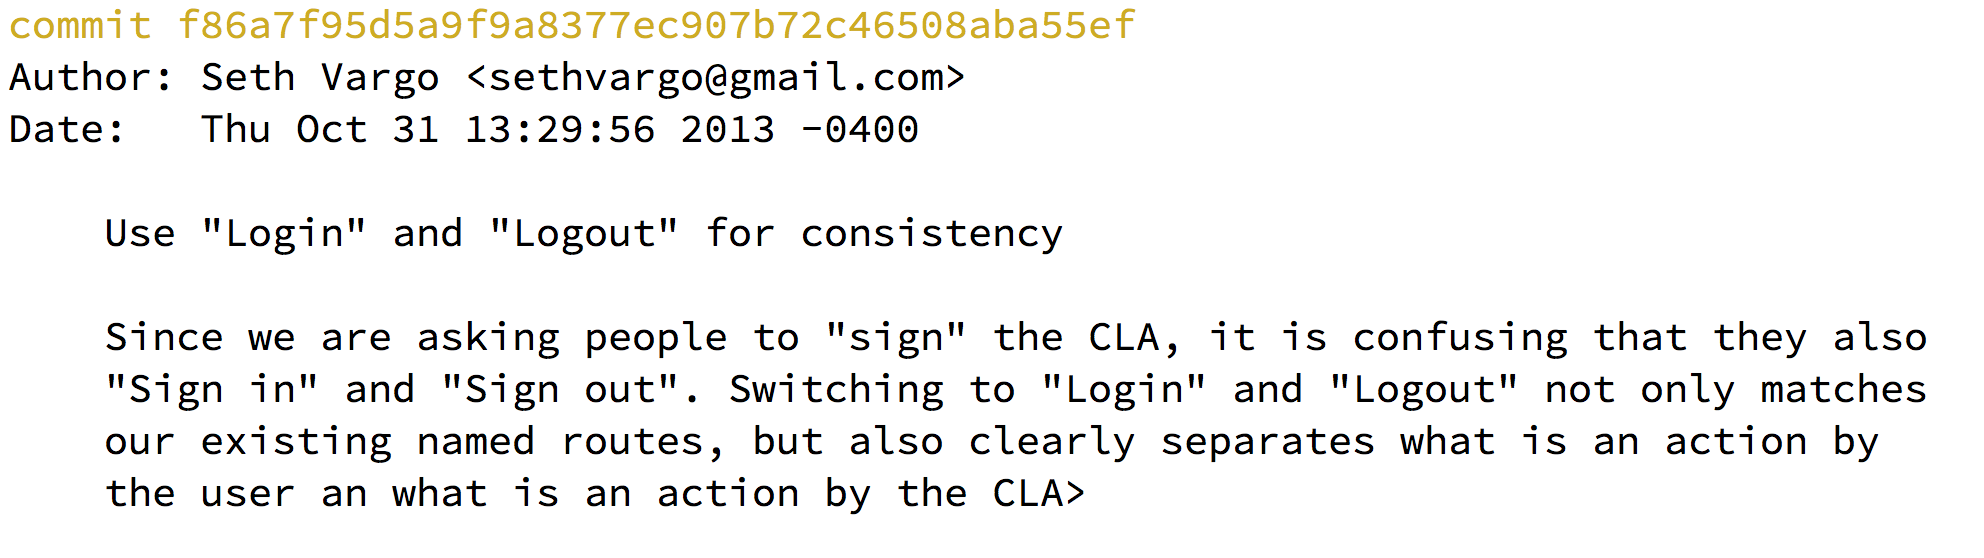 commit f86a7f95d5a9f9a8377ec907b72c46508aba55ef
Author: Seth Vargo <sethvargo@gmail.com>
Date:   Thu Oct 31 13:29:56 2013 -0400
Use "Login" and "Logout" for consistency
Since we are asking people to "sign" the CLA, it is confusing that they also
"Sign in" and "Sign out". Switching to "Login" and "Logout" not only matches
our existing named routes, but also clearly separates what is an action by
the user an what is an action by the CLA>